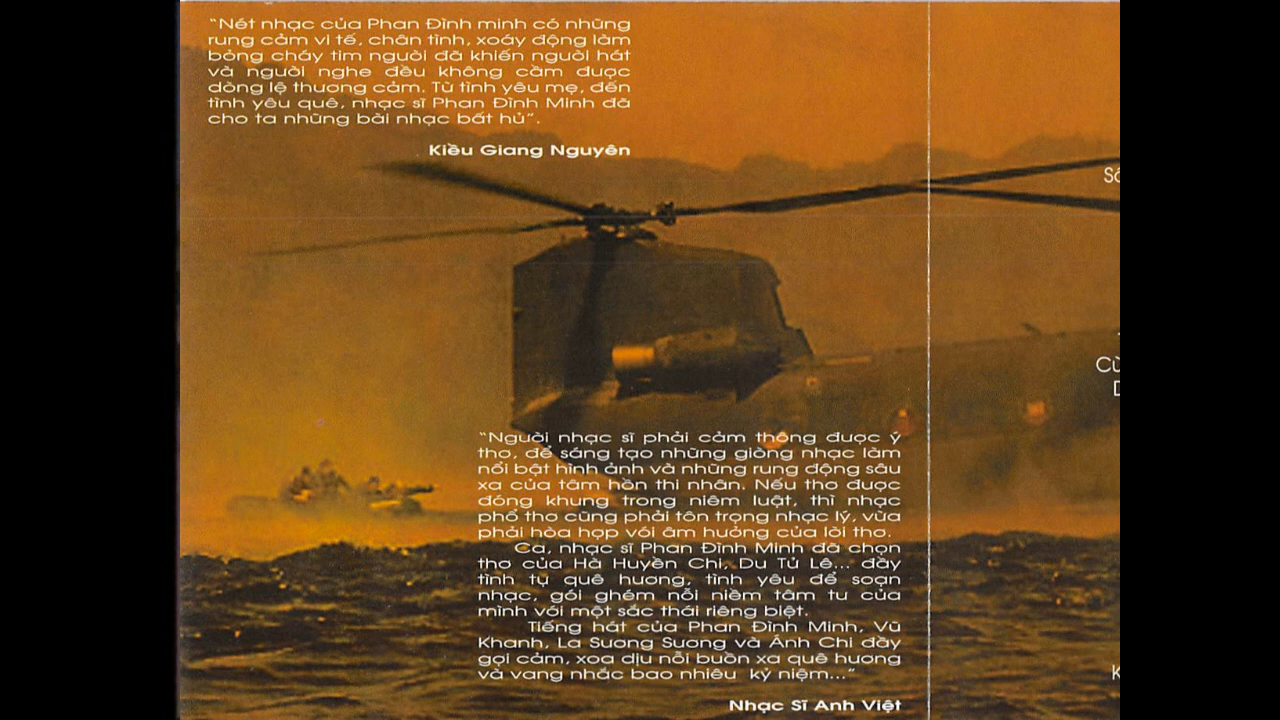 “Nét nhạc của Phan Đình minh có những
rung cảm vi tế, chân tình, xoáy động làm
bỏng cháy tim người đã khiến người hát
và người nghe đều không cầm được
dòng lệ thương cảm. Từ tình yêu mẹ, đến
tình yêu quê, nhạc sĩ Phan Đình Minh đã
cho ta những bài nhạc bất hủ”.
Kiều Giang Nguyên
“Người nhạc sĩ phải cảm thông được ý
thơ, để sáng tạo những giòng nhạc làm
nổi bật hình ảnh và những rung động sâu
xa của tâm hồn thi nhân. Nếu thơ được
đóng khung trong niêm luật, thì nhạc
phổ thơ cũng phải tôn trọng nhạc lý, vừa
phải hòa hợp với âm hưởng của lời thơ.
Ca, nhạc sĩ Phan Đình Minh đã chọn
thơ của Hà Huyền Chi, Du Tử Lê... đầy
tình tự quê hương, tình yêu để soạn
nhạc, gói ghém nỗi niềm tâm tư của
mình với một sắc thái riêng biệt.
Tiếng hát của Phan Đình Minh, Vũ
Khanh, La Sương Sương và Ánh Chi đầy
gọi cảm, xoa dịu nỗi buồn xa quê hương
và vang nhắc bao nhiêu kỷ niệm...”
Nhạc Sĩ Anh Việt